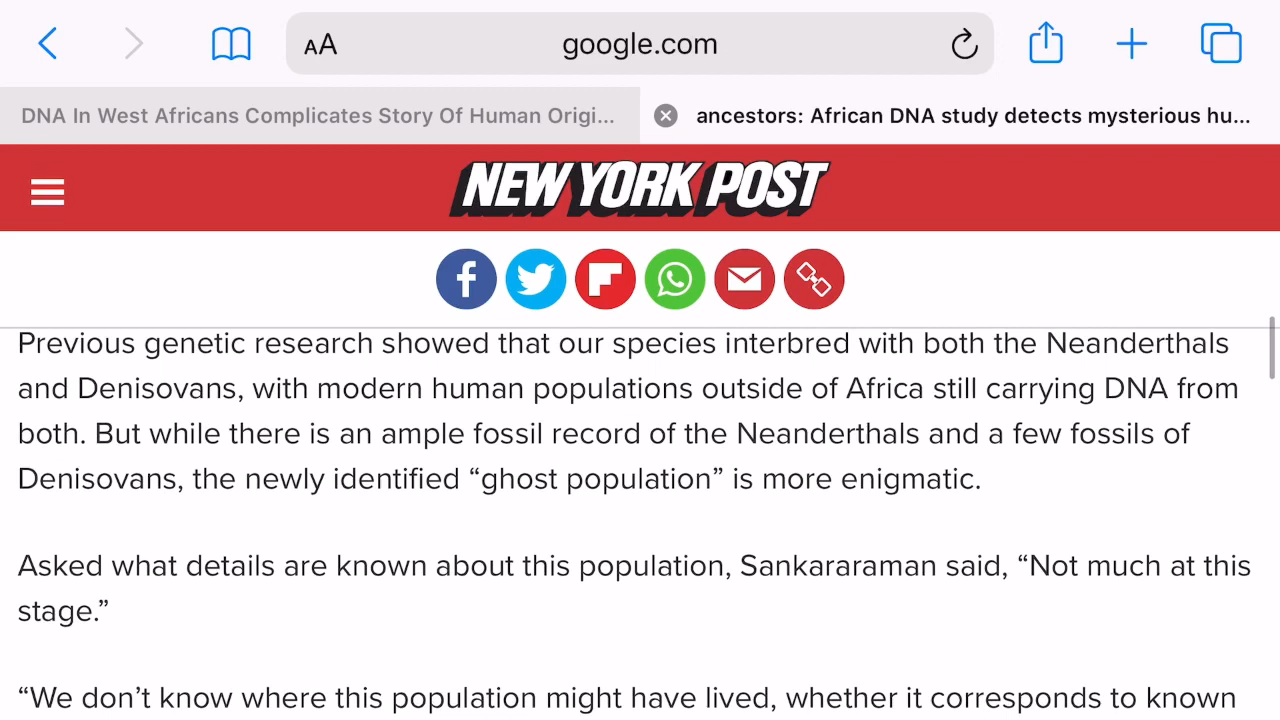 AA google.com
DNA In West Africans Complicates Story Of Human Origi...
ancestors: African DNA study detects mysterious hu...
NEW YORK POST
Previous genetic research showed that our species interbred with both the Neanderthals
and Denisovans, with modern human populations outside of Africa still carrying DNA from
both. But while there is an ample fossil record of the Neanderthals and a few fossils of
Denisovans, the newly identified “ghost population” is more enigmatic.
Asked what details are known about this population, Sankararaman said, “Not much at this
stage.”
“We don’t know where this population might have lived, whether it corresponds to known